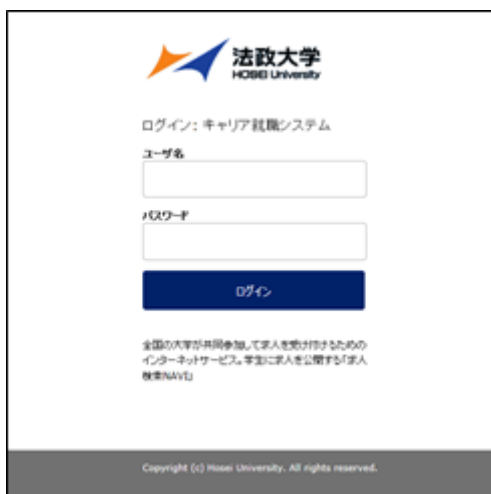 法政大学
HOSEI University
ログイン: キャリア就職システム
ユーザ名
パスワード
ログイン
全国の大学が共同参加して求人を受け付けるための
インターネットサービス。学生に求人を公開する「求人
検索NAVI」
Copyright (c) Hosei University. All rights reserved.